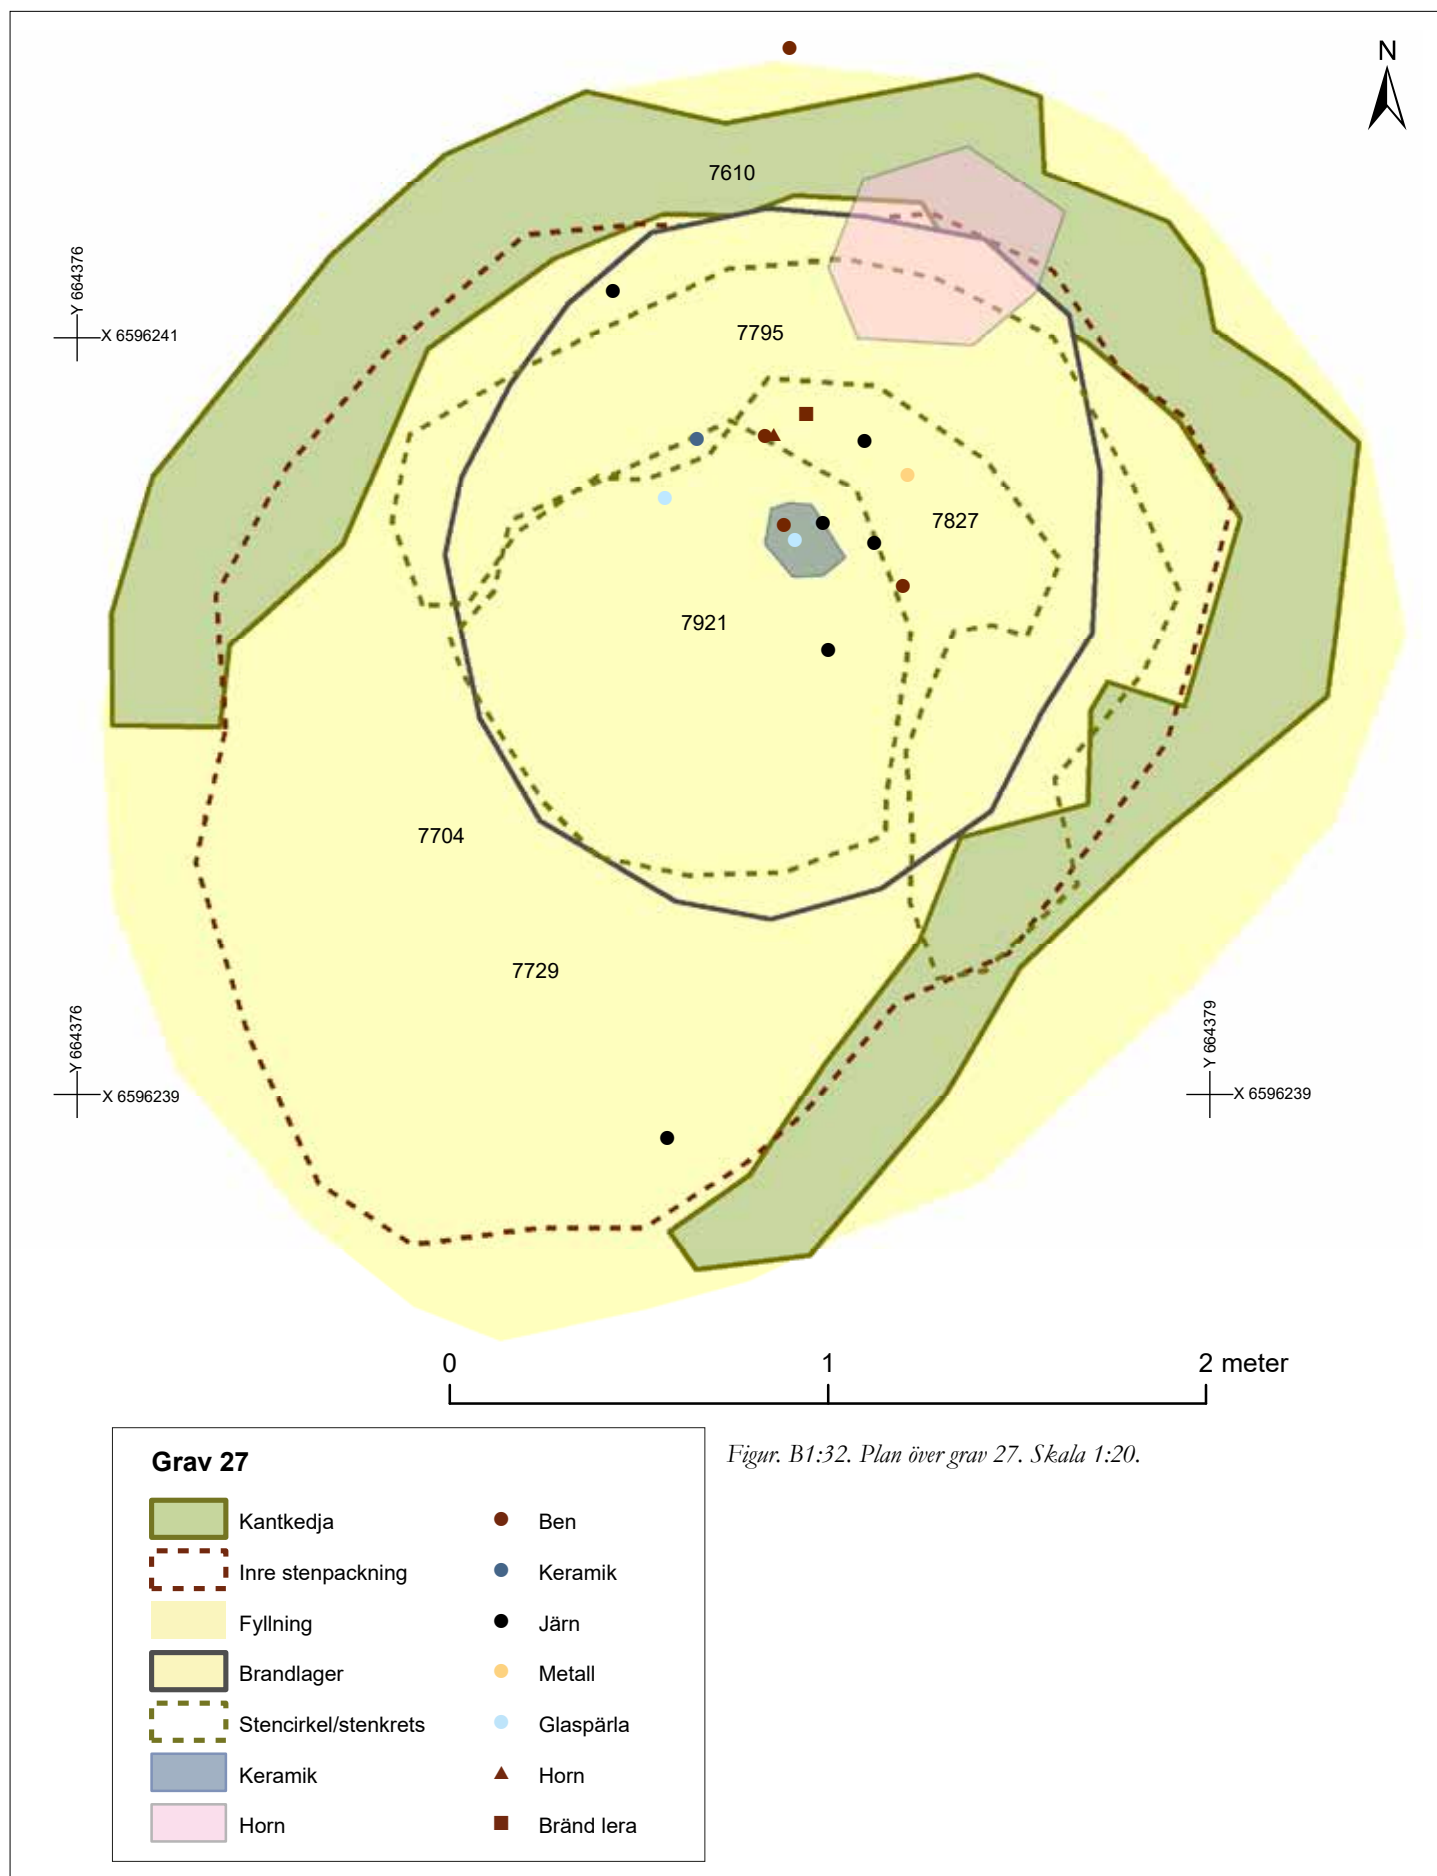 N
7610
Y 664376
X 6596241
7795
7827
7921
7704
7729
Y 664376
X 6596239
Y 664379
X 6596239
0 1 2 meter
Figur. B1:32. Plan över grav 27. Skala 1:20.
Grav 27
Kantkedja
Inre stenpackning
Fyllning
Brandlager
Stencirkel/stenkrets
Keramik
Horn
Ben
Keramik
Järn
Metall
Glaspärla
Horn
Bränd lera